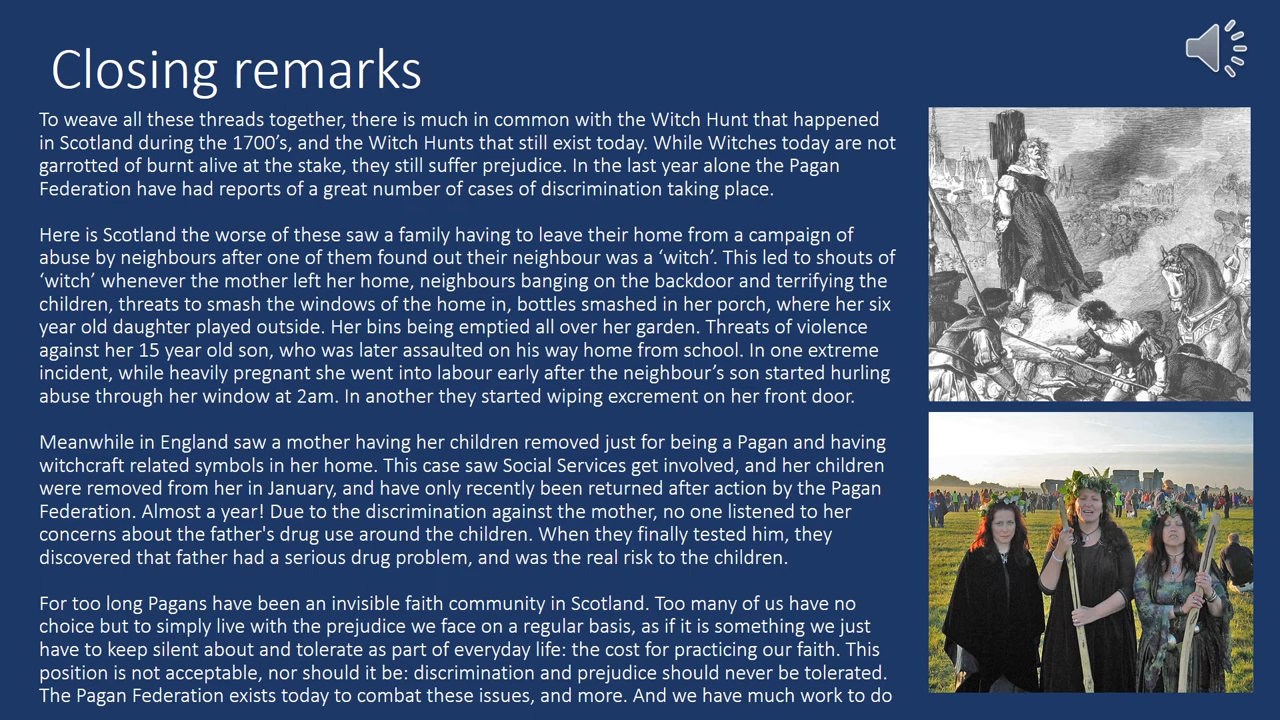 Closing remarks
To weave all these threads together, there is much in common with the Witch Hunt that happened
in Scotland during the 1700’s, and the Witch Hunts that still exist today. While Witches today are not
garrotted of burnt alive at the stake, they still suffer prejudice. In the last year alone the Pagan
Federation have had reports of a great number of cases of discrimination taking place.
Here is Scotland the worse of these saw a family having to leave their home from a campaign of
abuse by neighbours after one of them found out their neighbour was a ‘witch’. This led to shouts of
‘witch’ whenever the mother left her home, neighbours banging on the backdoor and terrifying the
children, threats to smash the windows of the home in, bottles smashed in her porch, where her six
year old daughter played outside. Her bins being emptied all over her garden. Threats of violence
against her 15 year old son, who was later assaulted on his way home from school. In one extreme
incident, while heavily pregnant she went into labour early after the neighbour’s son started hurling
abuse through her window at 2am. In another they started wiping excrement on her front door.
Meanwhile in England saw a mother having her children removed just for being a Pagan and having
witchcraft related symbols in her home. This case saw Social Services get involved, and her children
were removed from her in January, and have only recently been returned after action by the Pagan
Federation. Almost a year! Due to the discrimination against the mother, no one listened to her
concerns about the father's drug use around the children. When they finally tested him, they
discovered that father had a serious drug problem, and was the real risk to the children.
For too long Pagans have been an invisible faith community in Scotland. Too many of us have no
choice but to simply live with the prejudice we face on a regular basis, as if it is something we just
have to keep silent about and tolerate as part of everyday life: the cost for practicing our faith. This
position is not acceptable, nor should it be: discrimination and prejudice should never be tolerated.
The Pagan Federation exists today to combat these issues, and more. And we have much work to do